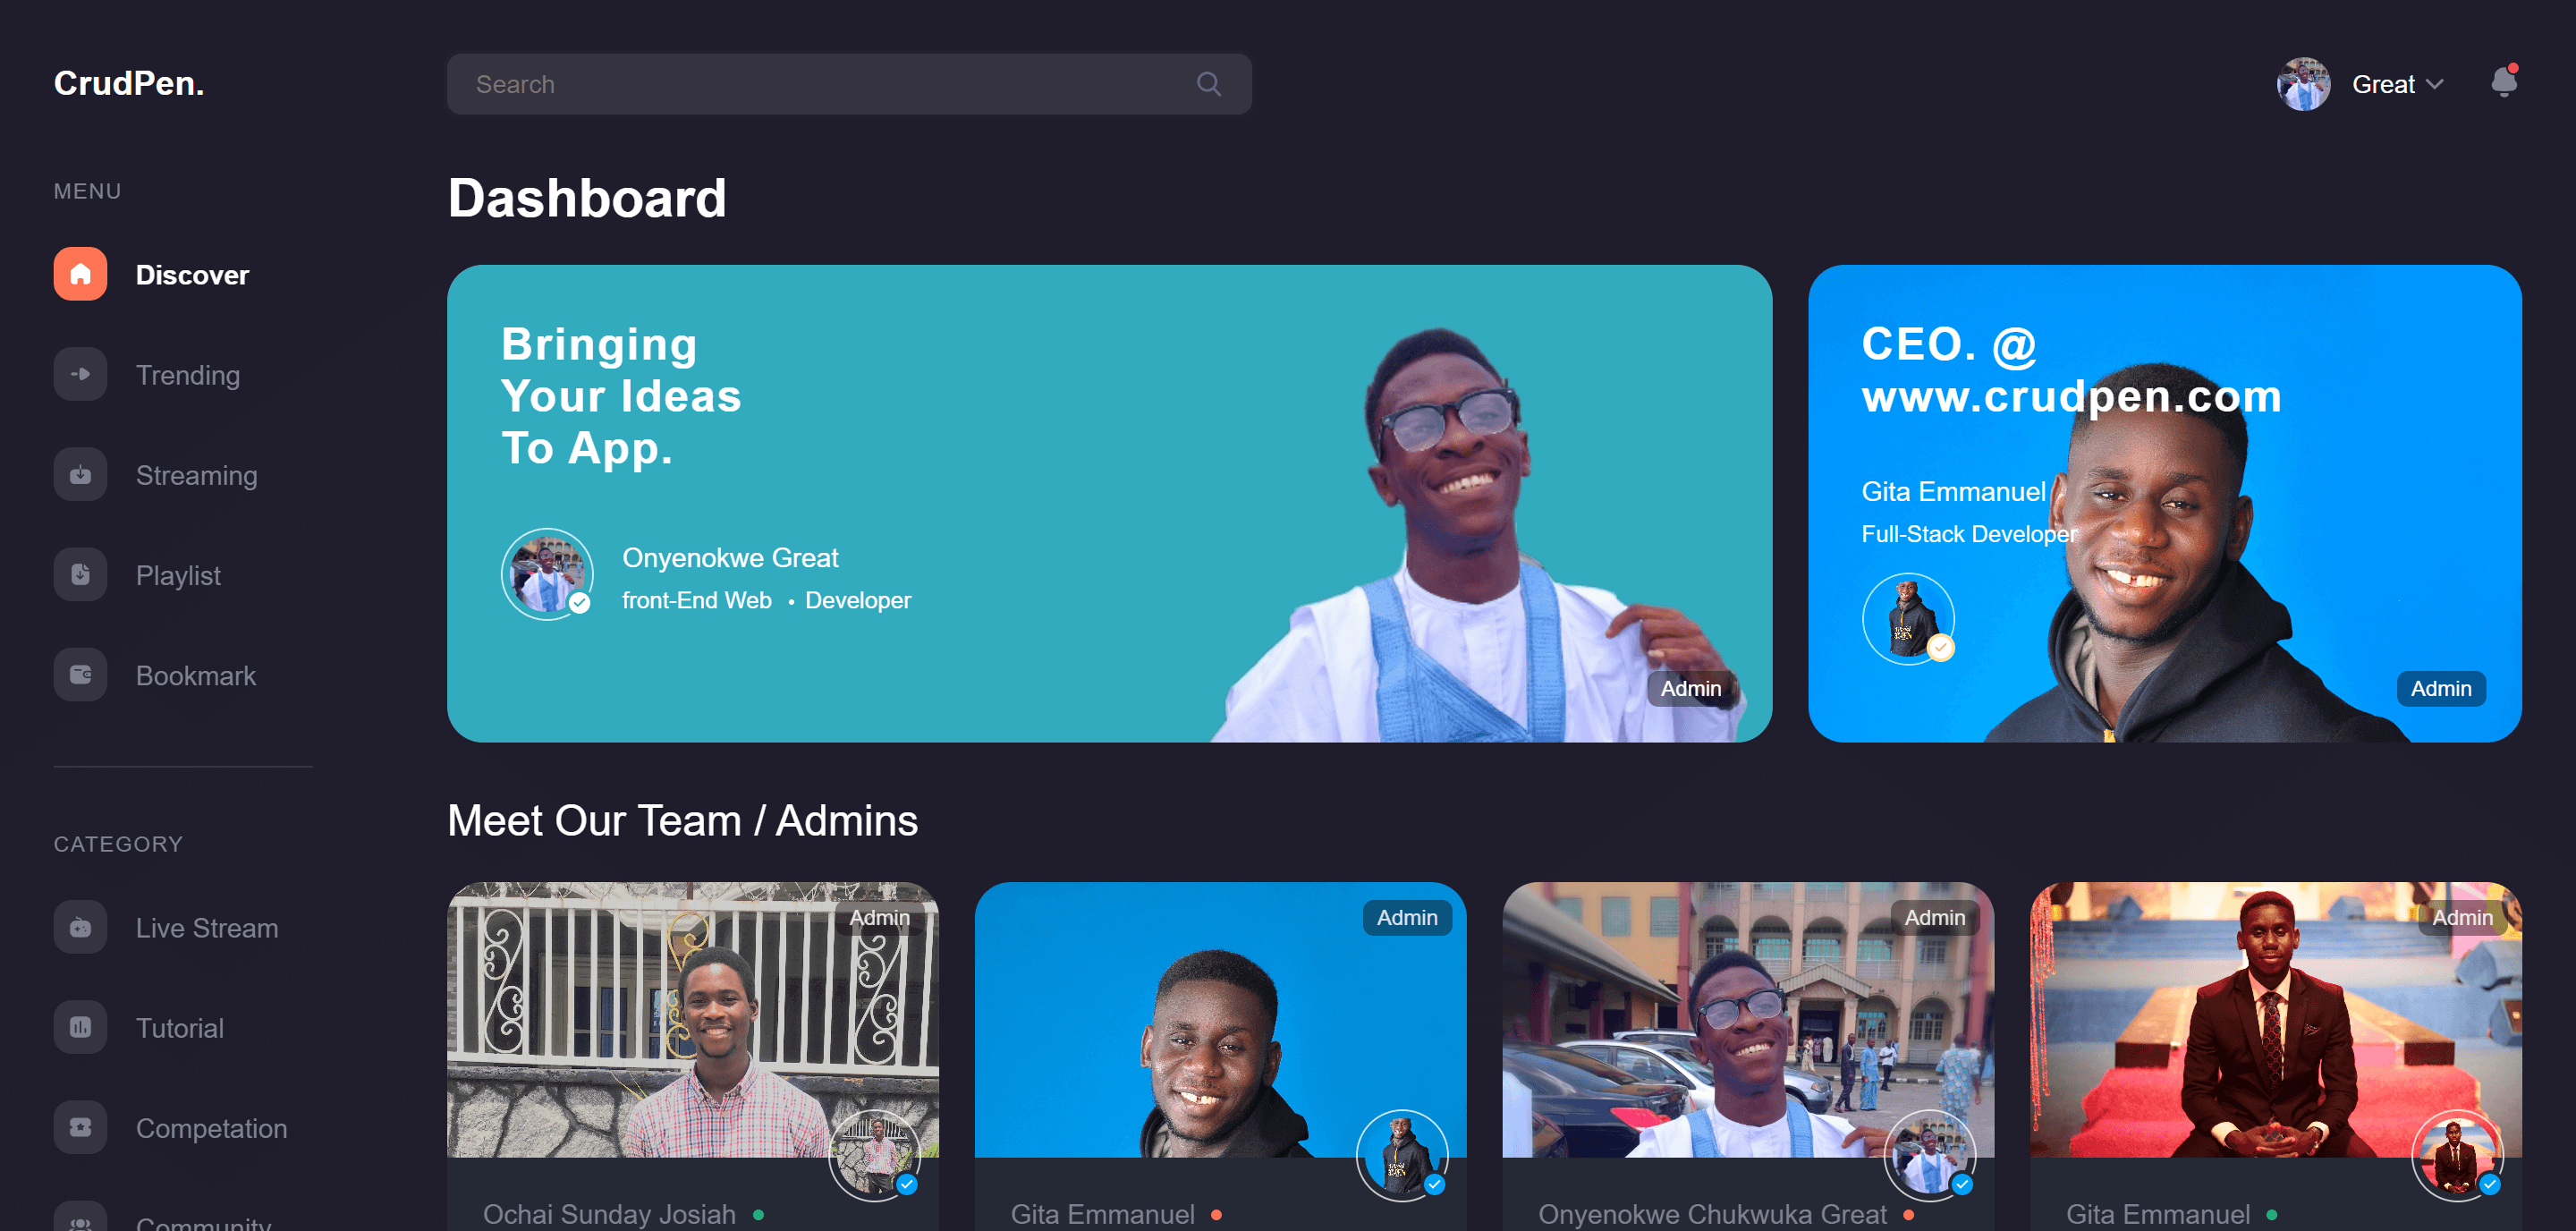 CrudPen.
Search
Great
MENU
Discover
Trending
Streaming
Playlist
Bookmark
CATEGORY
Live Stream
Tutorial
Competation
Community
Dashboard
Bringing
Your Ideas
To App.
Onyenokwe Great
front-End Web • Developer
Admin
CEO. @
www.crudpen.com
Gita Emmanuel
Full-Stack Developer
Admin
Meet Our Team / Admins
Admin
Ochai Sunday Josiah
Admin
Gita Emmanuel
Admin
Onyenokwe Chukwuka Great
Admin
Gita Emmanuel